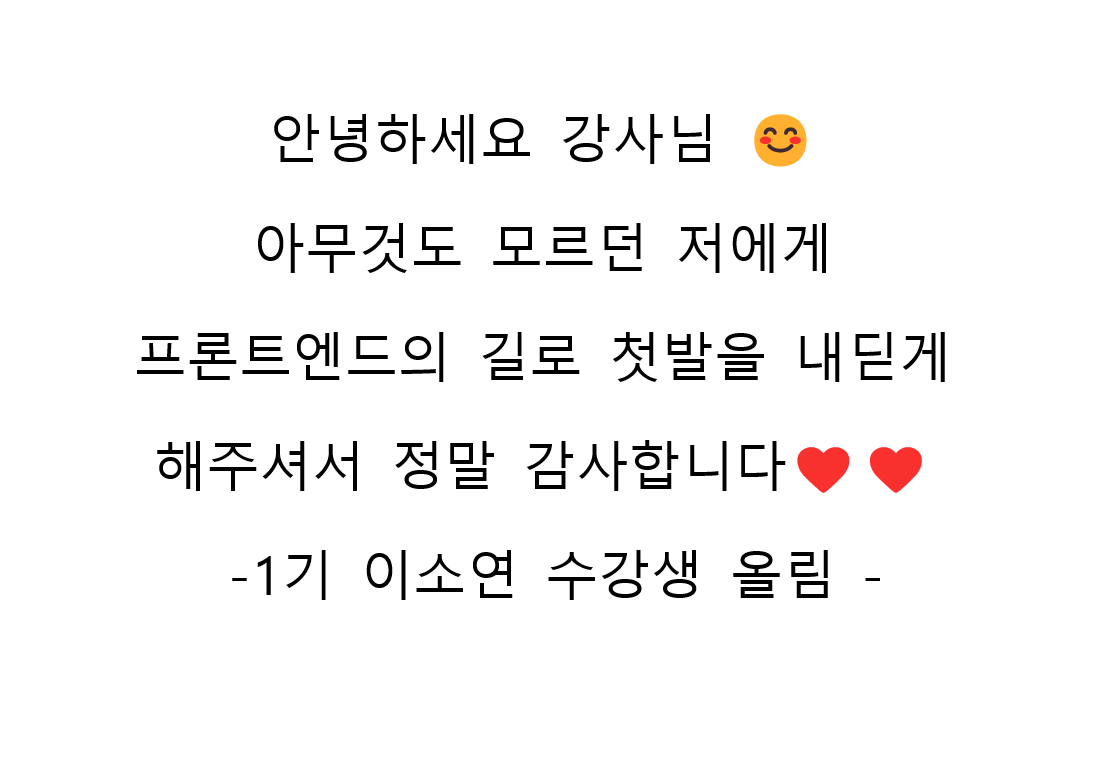 안녕하세요 강사님 😊
아무것도 모르던 저에게
프론트엔드의 길로 첫발을 내딛게
해주셔서 정말 감사합니다❤️ ❤️
-1기 이소연 수강생 올림 -